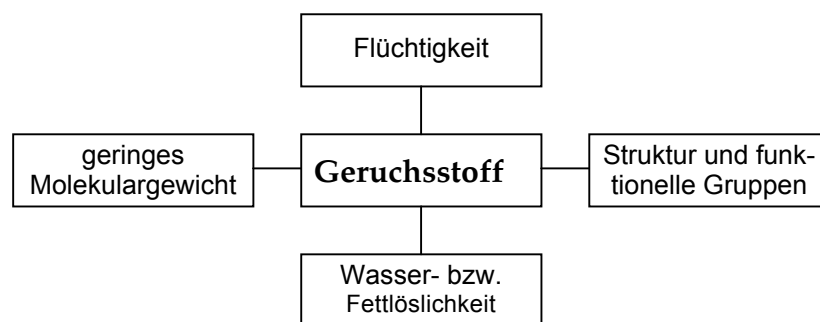 Flüchtigkeit
geringes
Molekulargewicht
Geruchsstoff
Struktur und funk-
tionelle Gruppen
Wasser- bzw.
Fettlöslichkeit